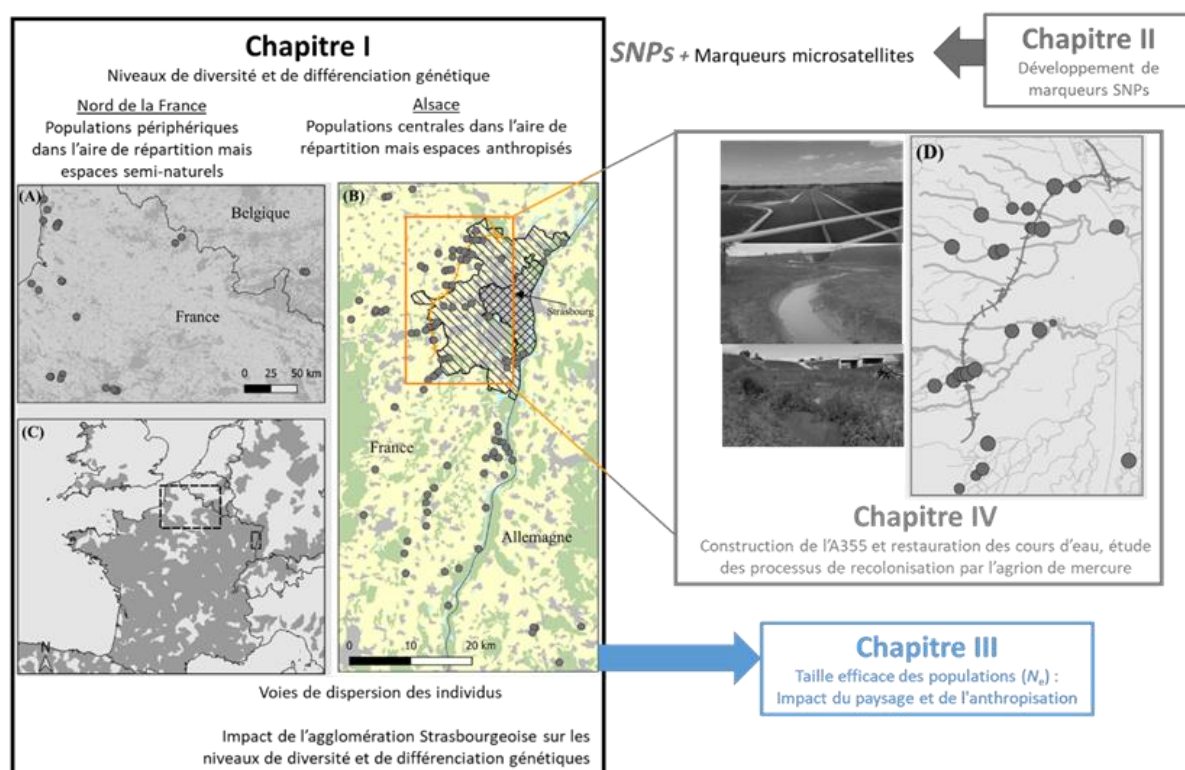 Chapitre I
Niveaux de diversité et de différenciation génétique
Nord de la France
Populations périphériques
dans l'aire de répartition mais
espaces semi-naturels
Alsace
Populations centrales dans l'aire de
répartition mais espaces anthropisés
(A)
Belgique
France
0 25 50 km
(C)
N
(B)
Strasbourg
France
Allemagne
0 10 20 km
Voies de dispersion des individus
Impact de l'agglomération Strasbourgeoise sur les
niveaux de diversité et de différenciation génétiques
SNPs + Marqueurs microsatellites
Chapitre II
Développement de
marqueurs SNPs
(D)
Chapitre IV
Construction de l'A355 et restauration des cours d'eau, étude
des processus de recolonisation par l'agrion de mercure
Chapitre III
Taille efficace des populations (Ne) :
Impact du paysage et de l'anthropisation